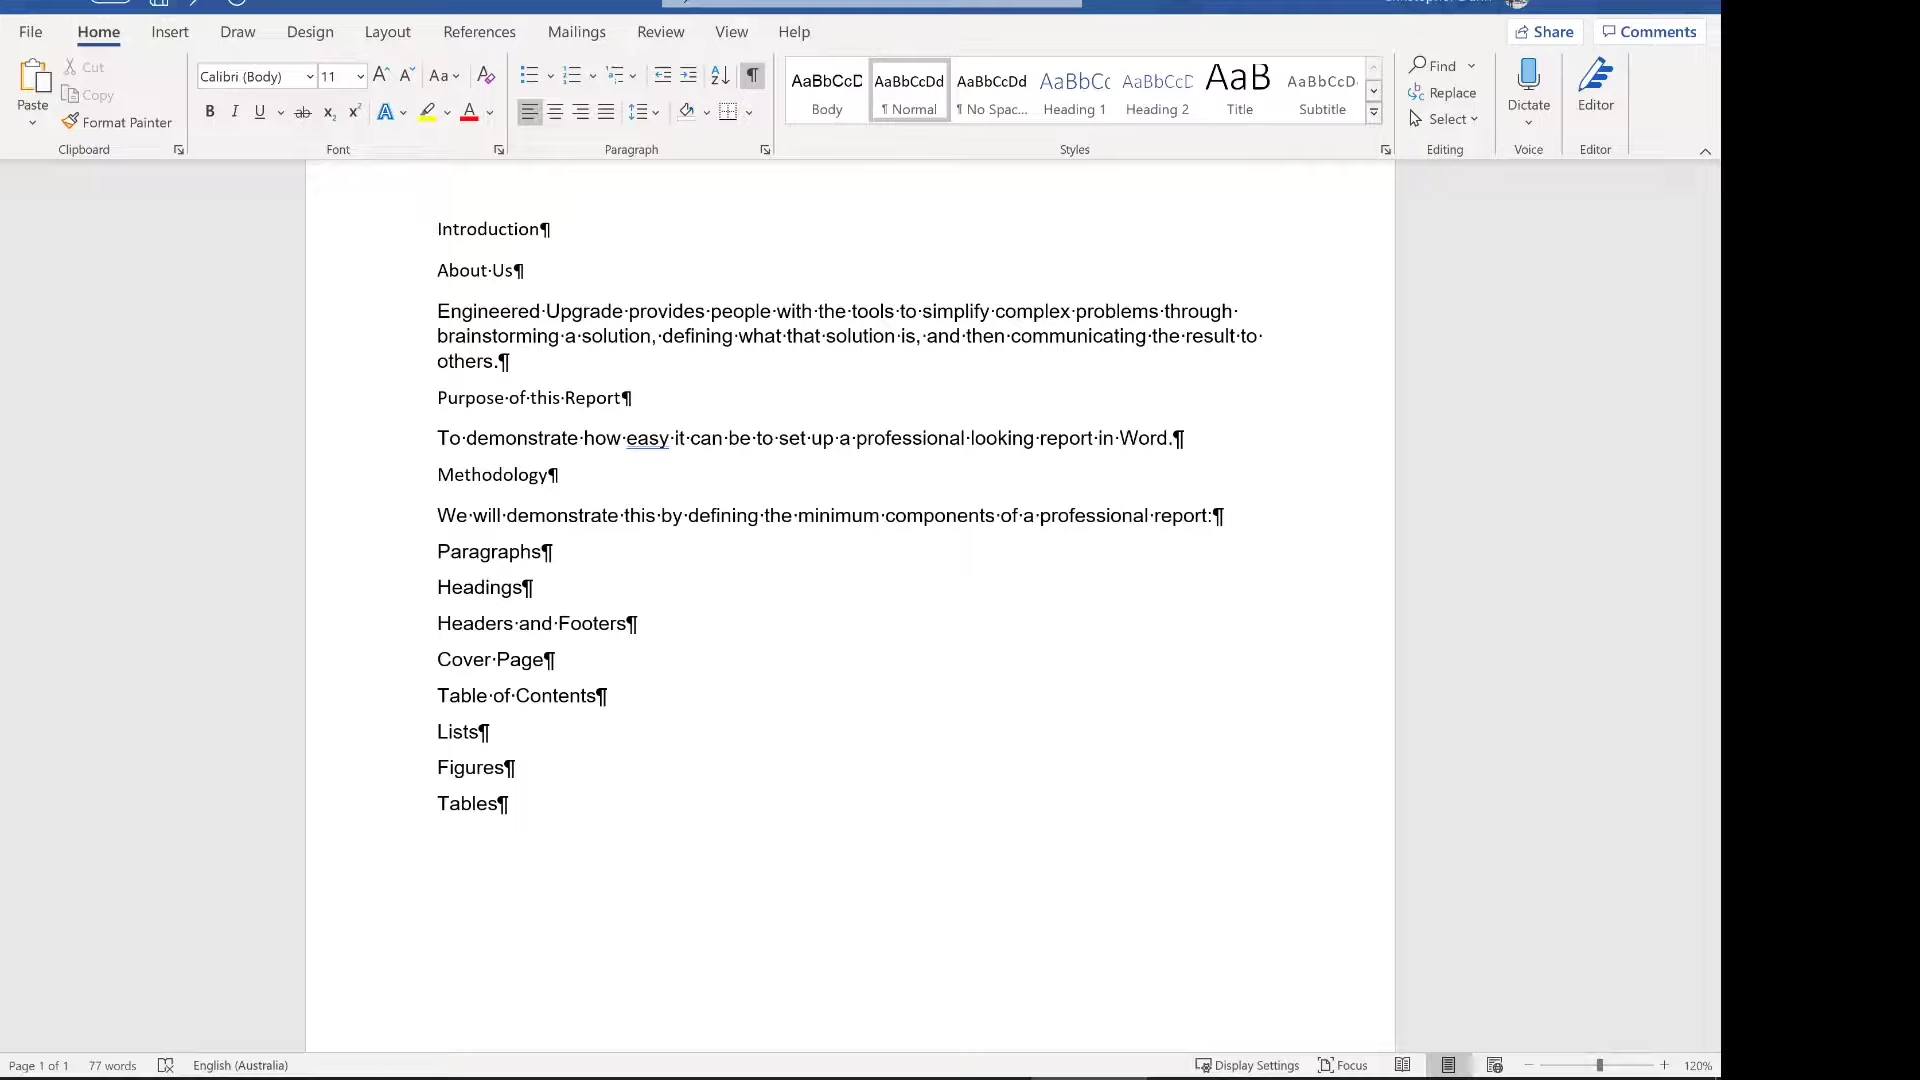 File Home Insert Draw Design Layout References Mailings Review View Help Share Comments
Paste Cut Copy Format Painter Clipboard
Calibri (Body) 11 Aa Font
Paragraph
AaBbCcD Body AaBbCcDd ¶ Normal AaBbCcDd ¶ No Spac... AaBbCc Heading 1 AaBbCcD Heading 2 AaB Title AaBbCcD Subtitle Styles
Find Replace Select Editing
Dictate Voice
Editor Editor
Introduction¶
About·Us¶
Engineered·Upgrade·provides·people·with·the·tools·to·simplify·complex·problems·through·
brainstorming·a·solution,·defining·what·that·solution·is,·and·then·communicating·the·result·to·
others.¶
Purpose·of·this·Report¶
To·demonstrate·how·easy·it·can·be·to·set·up·a·professional·looking·report·in·Word.¶
Methodology¶
We·will·demonstrate·this·by·defining·the·minimum·components·of·a·professional·report:¶
Paragraphs¶
Headings¶
Headers·and·Footers¶
Cover·Page¶
Table·of·Contents¶
Lists¶
Figures¶
Tables¶
Page 1 of 1 77 words English (Australia) Display Settings Focus 120%